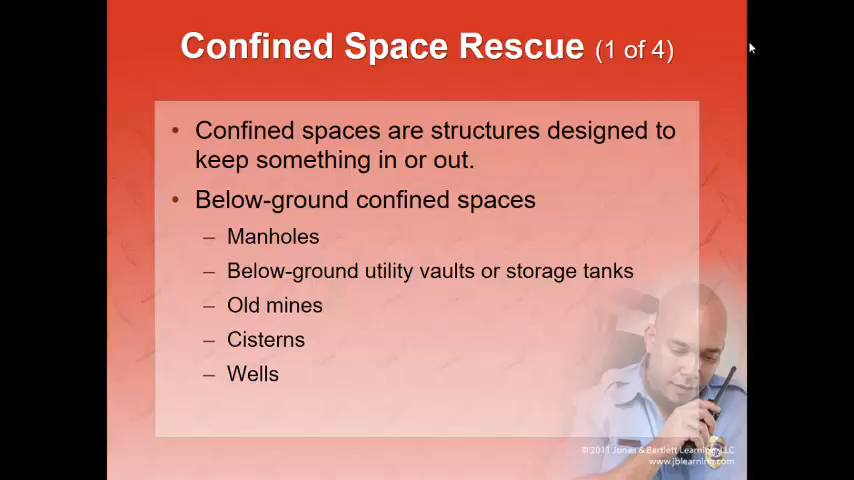 Confined Space Rescue (1 of 4)
• Confined spaces are structures designed to
keep something in or out.
• Below-ground confined spaces
– Manholes
– Below-ground utility vaults or storage tanks
– Old mines
– Cisterns
– Wells
© 2011 Jones & Bartlett Learning, LLC
www.jblearning.com